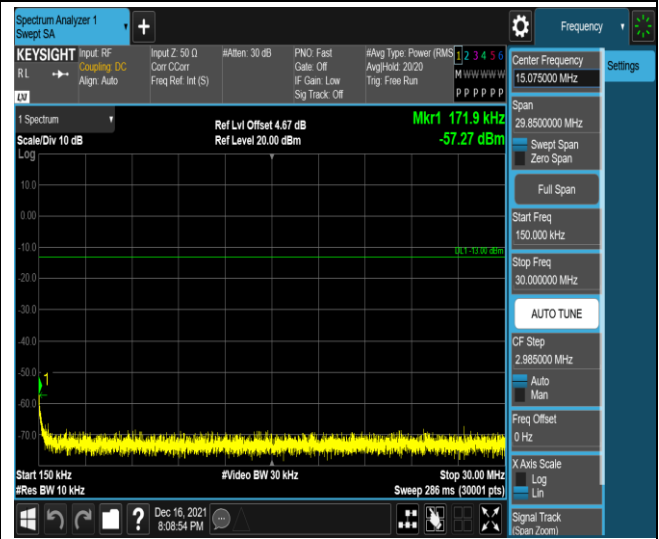 Spectrum Analyzer 1
Swept SA
+
Frequency
KEYSIGHT
RL
LXI
Input: RF
Coupling: DC
Align: Auto
Input Z: 50 Ω
Corr CCorr
Freq Ref: Int (S)
#Atten: 30 dB
PNO: Fast
Gate: Off
IF Gain: Low
Sig Track: Off
#Avg Type: Power (RMS
Avg|Hold: 20/20
Trig: Free Run
1 2 3 4 5 6
M W W W W W
P P P P P P
Center Frequency
15.075000 MHz
Settings
Span
29.8500000 MHz
Swept Span
Zero Span
Full Span
Start Freq
150.000 kHz
Stop Freq
30.000000 MHz
AUTO TUNE
CF Step
2.985000 MHz
Auto
Man
Freq Offset
0 Hz
X Axis Scale
Log
Lin
Signal Track
(Span Zoom)
1 Spectrum
Scale/Div 10 dB
Log
Ref Lvl Offset 4.67 dB
Ref Level 20.00 dBm
Mkr1 171.9 kHz
-57.27 dBm
10.0
0.00
-10.0
DL1 -13.00 dBm
-20.0
-30.0
-40.0
-50.0
1
-60.0
-70.0
Start 150 kHz
#Video BW 30 kHz
Stop 30.00 MHz
#Res BW 10 kHz
Sweep 286 ms (30001 pts)
?
Dec 16, 2021
8:08:54 PM